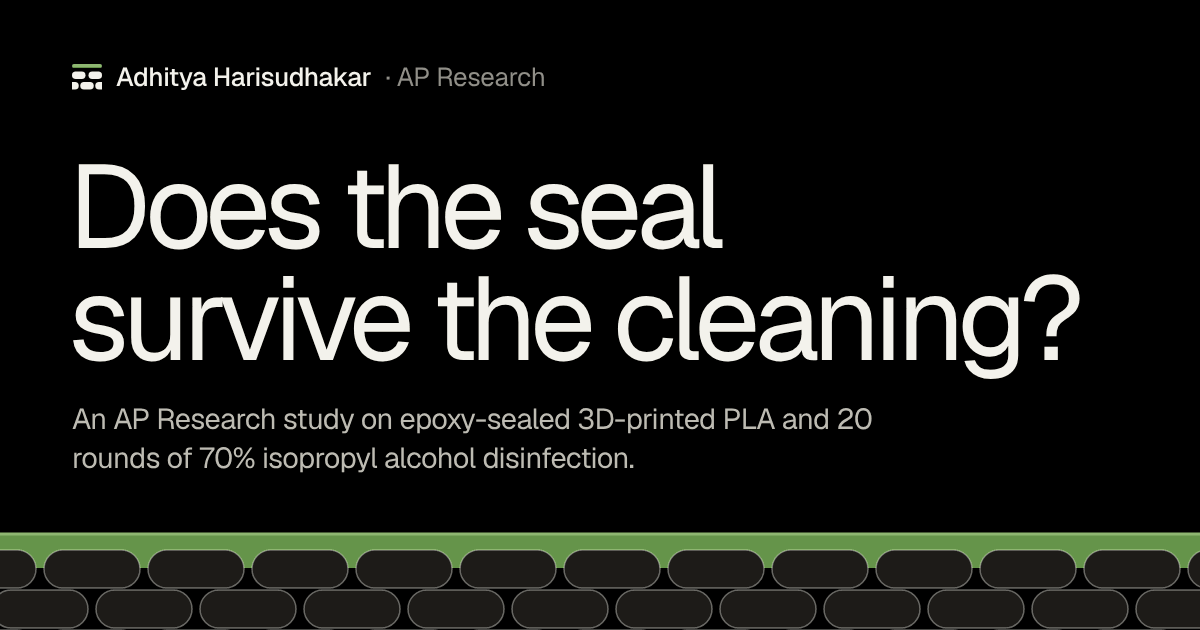 Adhitya Harisudhakar · AP Research
Does the seal
survive the cleaning?
An AP Research study on epoxy-sealed 3D-printed PLA and 20
rounds of 70% isopropyl alcohol disinfection.